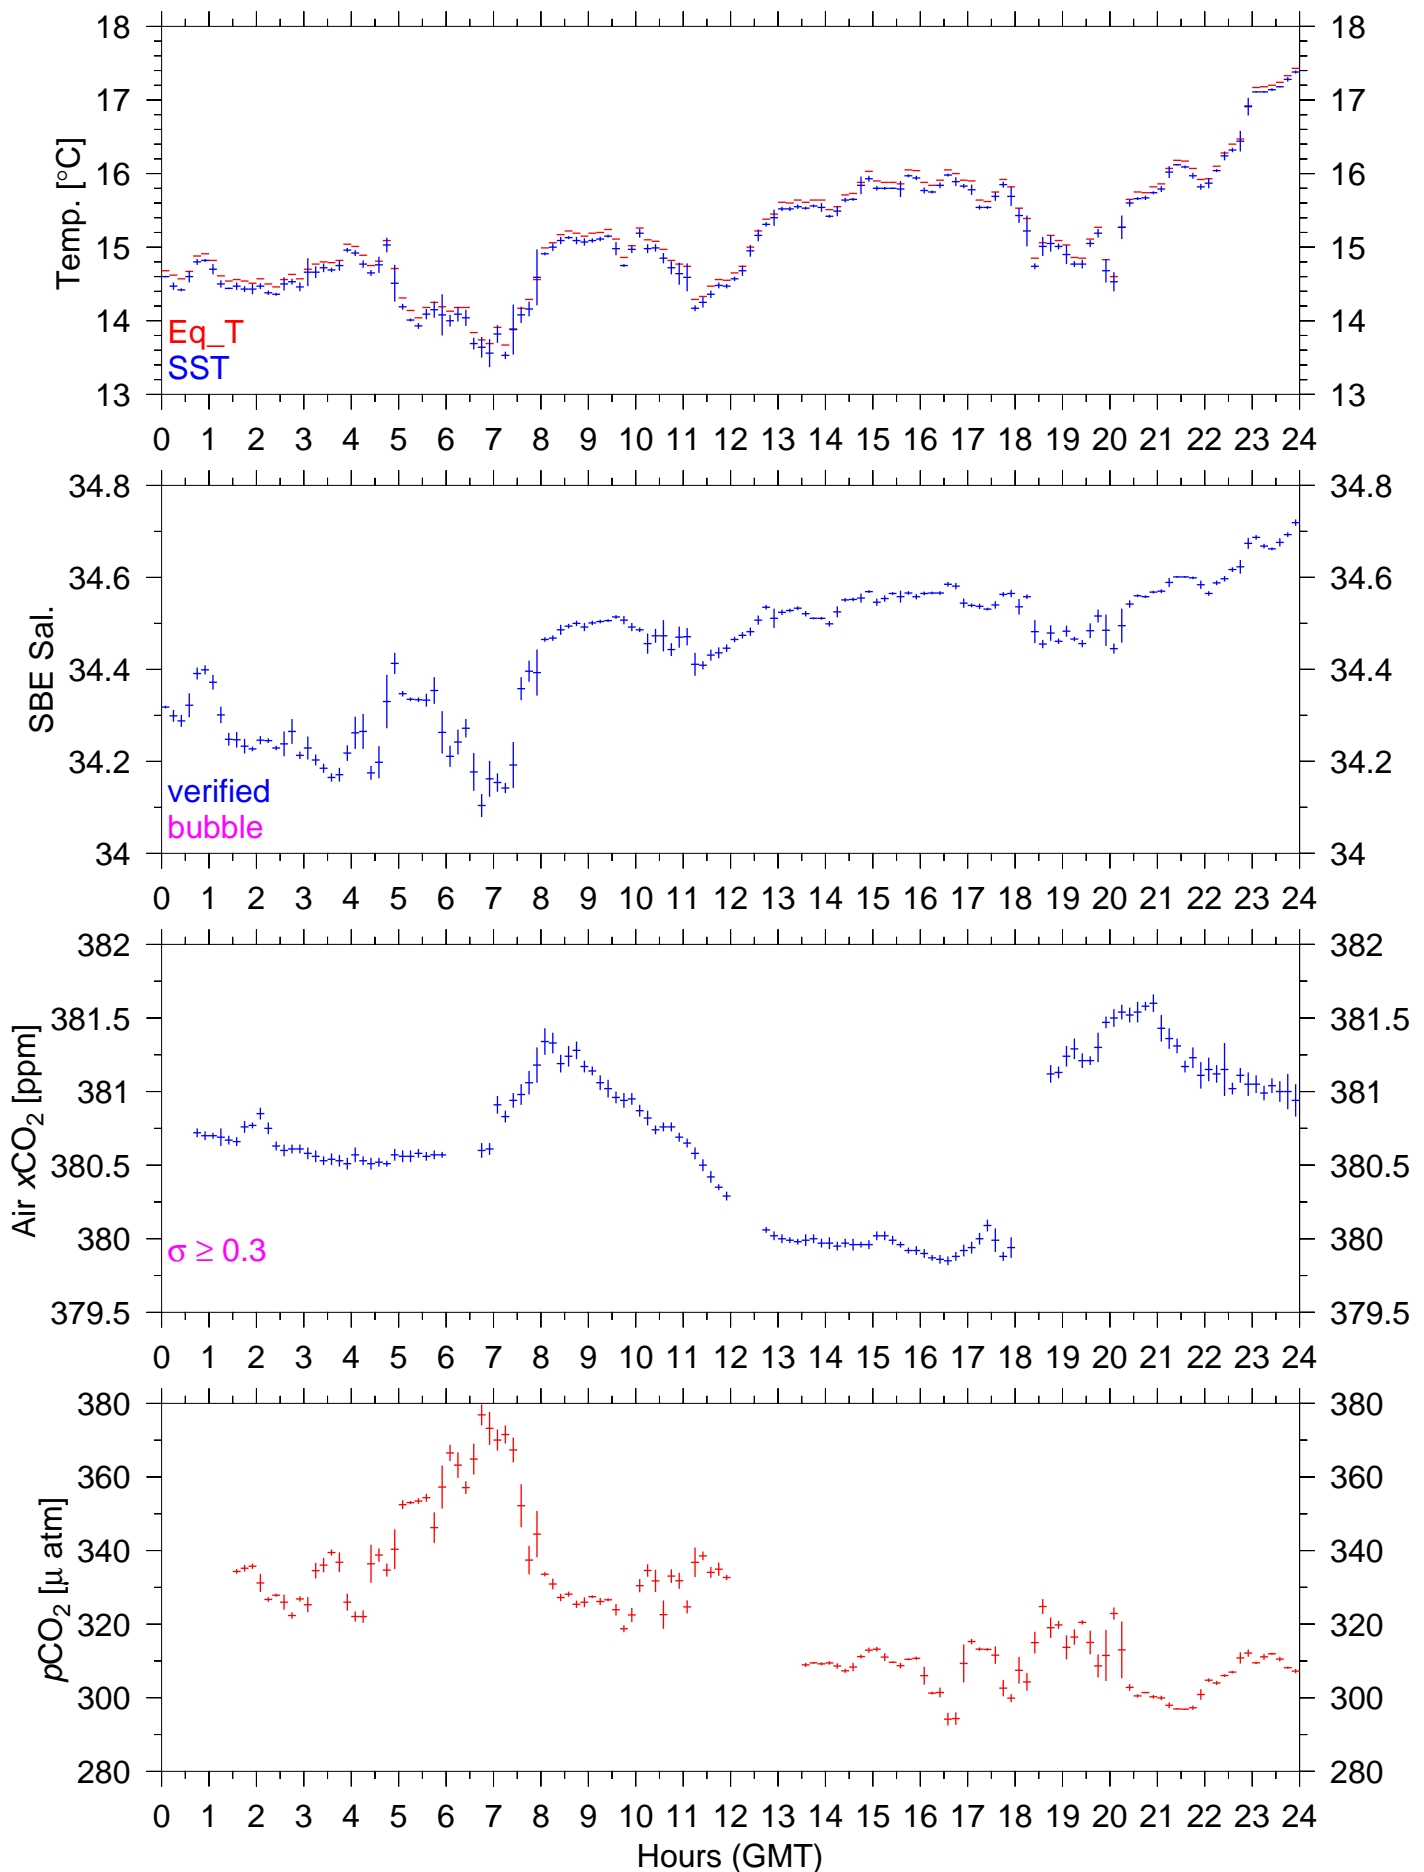 18 18
17 17
16 16
15 15
14 14
13 13
Temp. [°C]
Eq_T
SST
0 1 2 3 4 5 6 7 8 9 10 11 12 13 14 15 16 17 18 19 20 21 22 23 24
34.8 34.8
34.6 34.6
34.4 34.4
34.2 34.2
34 34
SBE Sal.
verified
bubble
0 1 2 3 4 5 6 7 8 9 10 11 12 13 14 15 16 17 18 19 20 21 22 23 24
382 382
381.5 381.5
381 381
380.5 380.5
380 380
379.5 379.5
Air xCO₂ [ppm]
σ ≥ 0.3
0 1 2 3 4 5 6 7 8 9 10 11 12 13 14 15 16 17 18 19 20 21 22 23 24
380 380
360 360
340 340
320 320
300 300
280 280
pCO₂ [μ atm]
0 1 2 3 4 5 6 7 8 9 10 11 12 13 14 15 16 17 18 19 20 21 22 23 24
Hours (GMT)